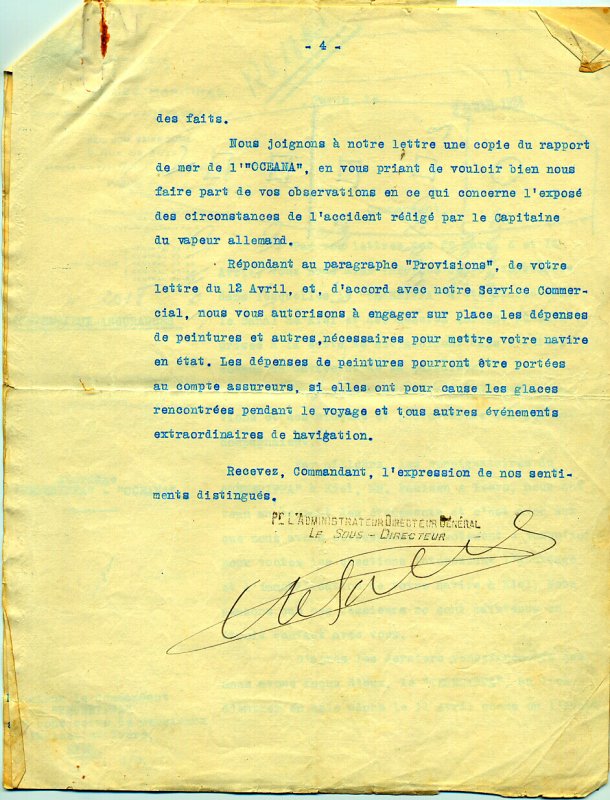 - 4 -
des faits.
Nous joignons à notre lettre une copie du rapport
de mer de l'"OCEANA", en vous priant de vouloir bien nous
faire part de vos observations en ce qui concerne l'exposé
des circonstances de l'accident rédigé par le Capitaine
du vapeur allemand.
Répondant au paragraphe "Provisions", de votre
lettre du 12 Avril, et, d'accord avec notre Service Commer-
cial, nous vous autorisons à engager sur place les dépenses
de peintures et autres,nécessaires pour mettre votre navire
en état. Les dépenses de peintures pourront être portées
au compte assureurs, si elles ont pour cause les glaces
rencontrées pendant le voyage et tous autres événements
extraordinaires de navigation.
Recevez, Commandant, l'expression de nos senti-
ments distingués.
L'ADMINISTRATEUR DIRECTEUR GÉNÉRAL
LE SOUS - DIRECTEUR